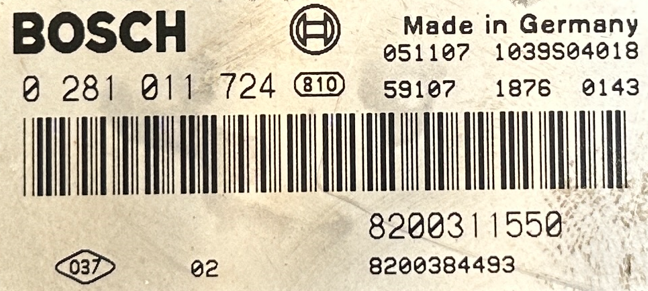 BOSCH Made in Germany
051107 1039S04018
0 281 011 724 810 59107 1876 0143
8200311550
037 02 8200384493